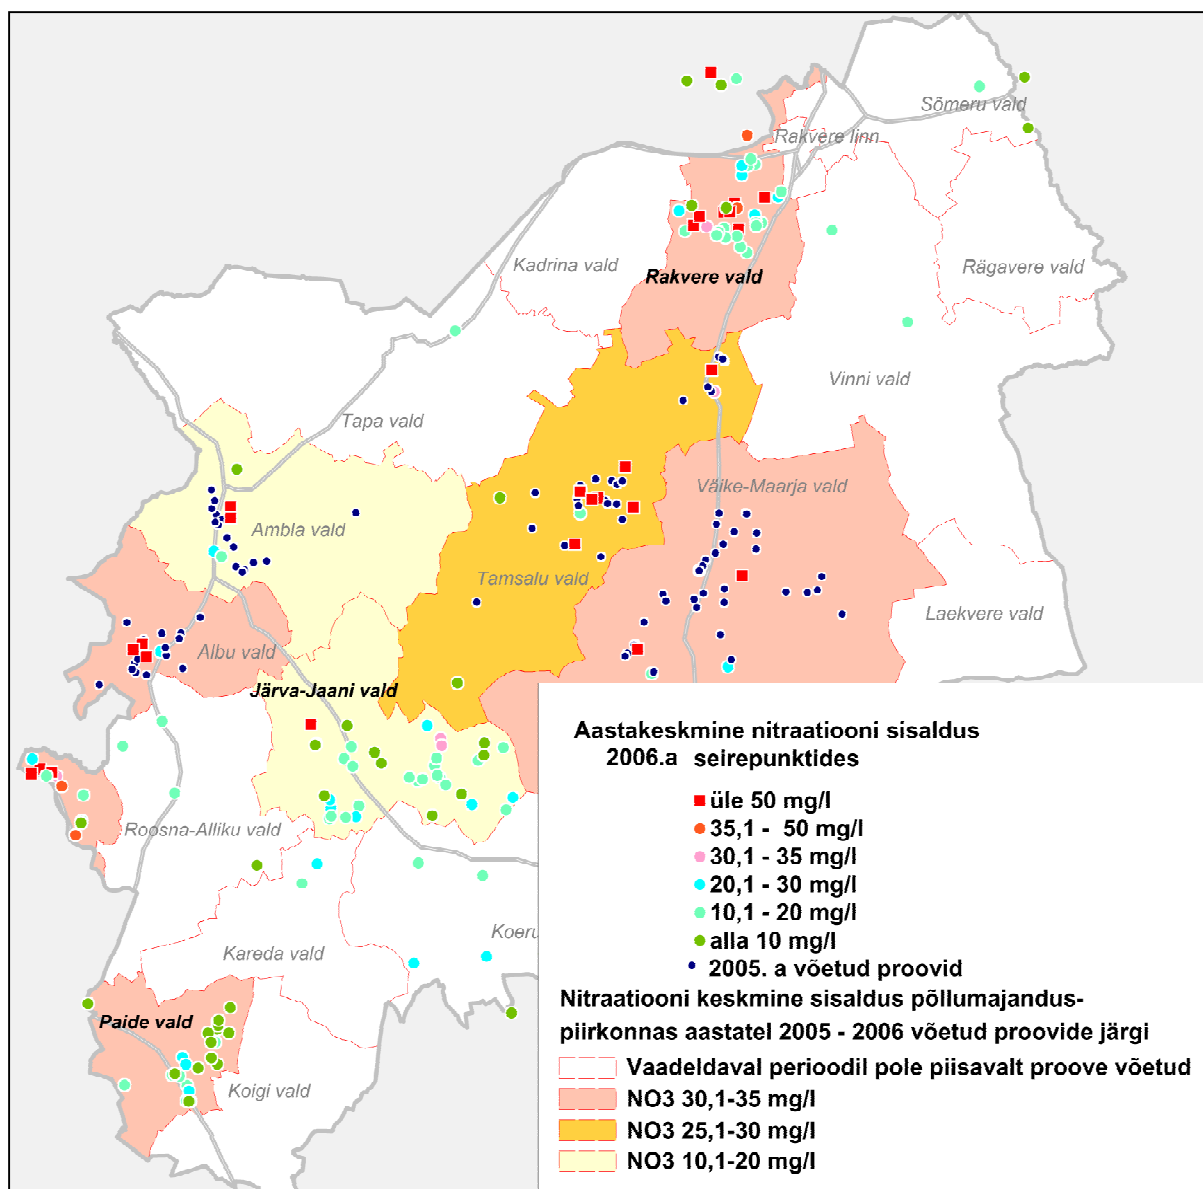 Sõmeru vald
Rakvere linn
Kadrina vald
Rakvere vald
Rägavere vald
Vinni vald
Tapa vald
Väike-Maarja vald
Ambla vald
Tamsalu vald
Laekvere vald
Albu vald
Järva-Jaani vald
Roosna-Alliku vald
Koeru
Kareda vald
Paide vald
Koigi vald
Aastakeskmine nitraatiooni sisaldus
2006.a seirepunktides
üle 50 mg/l
35,1 - 50 mg/l
30,1 - 35 mg/l
20,1 - 30 mg/l
10,1 - 20 mg/l
alla 10 mg/l
2005. a võetud proovid
Nitraatiooni keskmine sisaldus põllumajandus-
piirkonnas aastatel 2005 - 2006 võetud proovide järgi
Vaadeldaval perioodil pole piisavalt proove võetud
NO3 30,1-35 mg/l
NO3 25,1-30 mg/l
NO3 10,1-20 mg/l